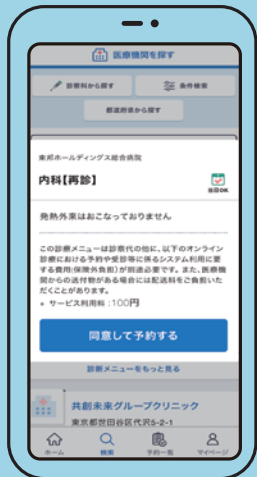 医療機関を探す
診療科から探す
条件検索
都道府県から探す
東邦ホールディングス総合病院
内科【再診】
当日OK
発熱外来はおこなっておりません
この診療メニューは診察代の他に、以下のオンライン
診療における予約や受診等に係るシステム利用に要
する費用(保険外負担)が別途必要です。また、医療機
関からの送付物がある場合には配送料をご負担いた
だくことがあります。
• サービス利用料：100円
同意して予約する
診療メニューをもっと見る
共創未来グループクリニック
東京都世田谷区代沢5-2-1
ホーム
検索
予約一覧
マイページ